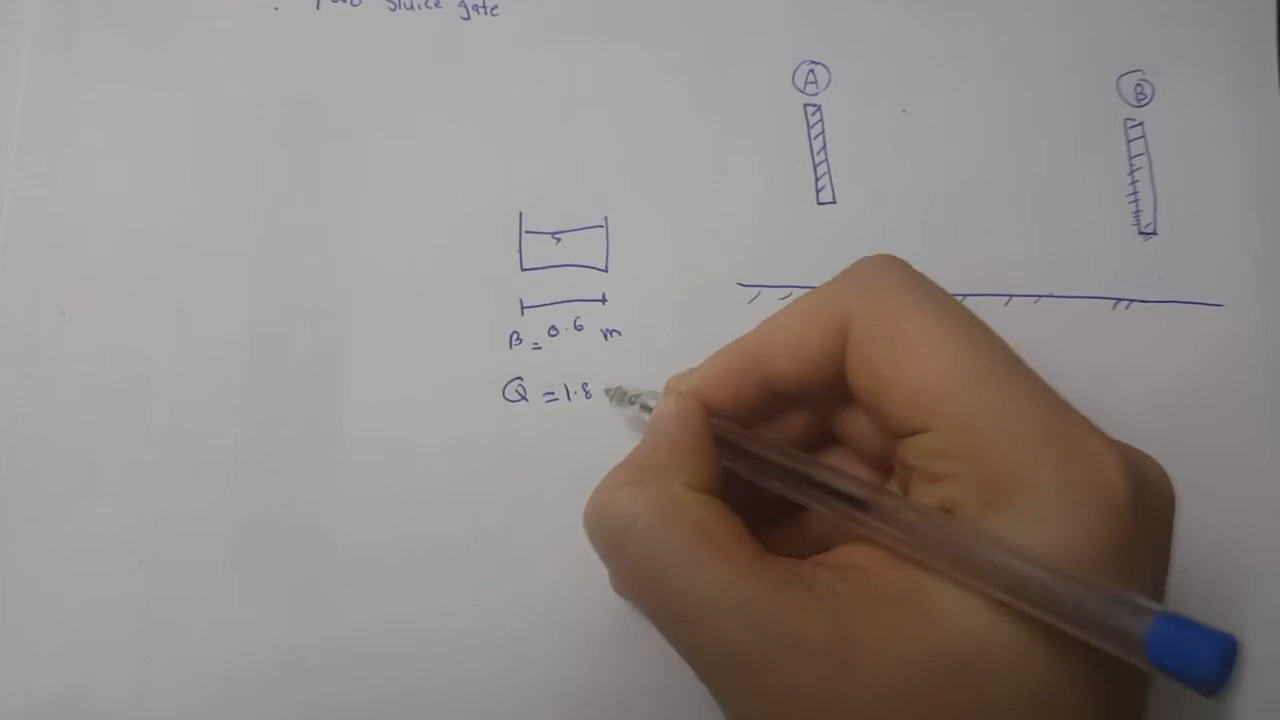 sluice gate
A
B
B = 0.6 m
Q = 1.8